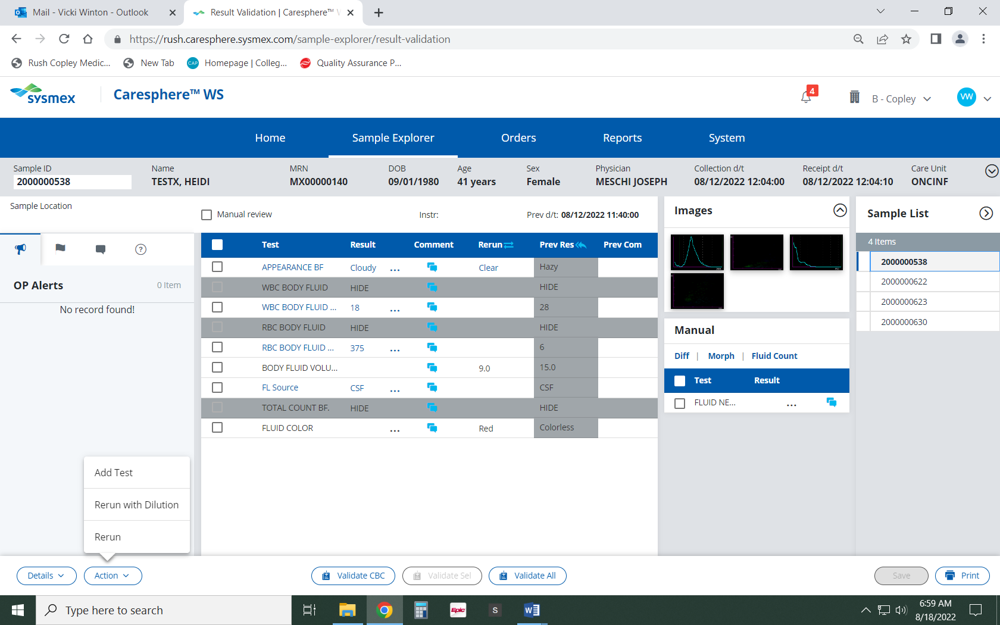 Mail - Vicki Winton - Outlook
Result Validation | Caresphere™ W
https://rush.caresphere.sysmex.com/sample-explorer/result-validation
Rush Copley Medic... New Tab CAP Homepage | Colleg... Quality Assurance P...
sysmex Caresphere™ WS 4 B - Copley VW
Home Sample Explorer Orders Reports System
Sample ID Name MRN DOB Age Sex Physician Collection d/t Receipt d/t Care Unit
2000000538 TESTX, HEIDI MX00000140 09/01/1980 41 years Female MESCHI JOSEPH 08/12/2022 12:04:00 08/12/2022 12:04:10 ONCINF
Sample Location
Manual review Instr: Prev d/t: 08/12/2022 11:40:00
OP Alerts 0 Item
No record found!
Test Result Comment Rerun Prev Res Prev Com
APPEARANCE BF Cloudy ... Clear Hazy
WBC BODY FLUID HIDE HIDE
WBC BODY FLUID ... 18 ... 28
RBC BODY FLUID HIDE HIDE
RBC BODY FLUID ... 375 ... 6
BODY FLUID VOLU... 9.0 15.0
FL Source CSF ... CSF
TOTAL COUNT BF. HIDE HIDE
FLUID COLOR ... Red Colorless
Images
Manual
Diff | Morph | Fluid Count
Test Result
FLUID NE... ...
Sample List
4 Items
2000000538
2000000622
2000000623
2000000630
Add Test
Rerun with Dilution
Rerun
Details Action Validate CBC Validate Sel Validate All Save Print
Type here to search Epic S W 6:59 AM
8/18/2022